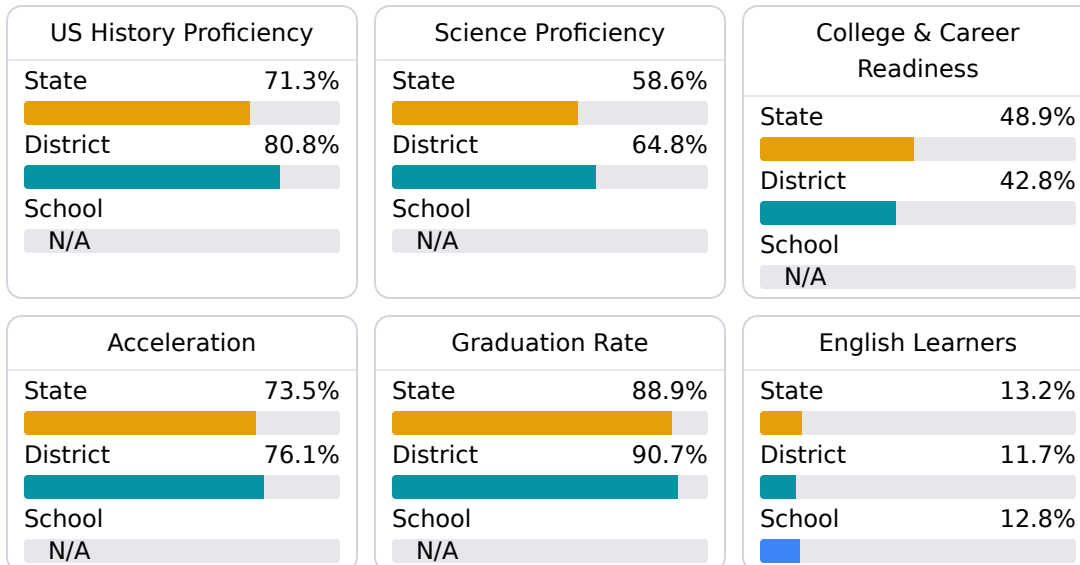 US History Proficiency
State 71.3%
District 80.8%
School
N/A
Science Proficiency
State 58.6%
District 64.8%
School
N/A
College & Career
Readiness
State 48.9%
District 42.8%
School
N/A
Acceleration
State 73.5%
District 76.1%
School
N/A
Graduation Rate
State 88.9%
District 90.7%
School
N/A
English Learners
State 13.2%
District 11.7%
School 12.8%